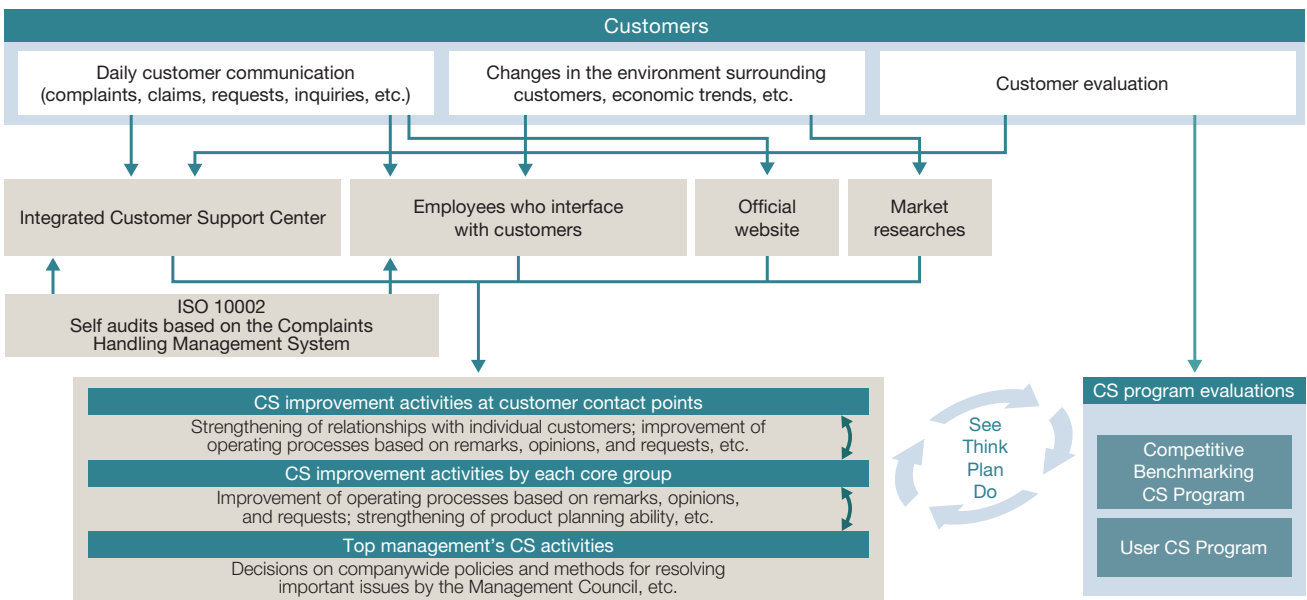 Customers
Daily customer communication
(complaints, claims, requests, inquiries, etc.)
Changes in the environment surrounding
customers, economic trends, etc.
Customer evaluation
Integrated Customer Support Center
Employees who interface
with customers
Official
website
Market
researches
ISO 10002
Self audits based on the Complaints
Handling Management System
CS improvement activities at customer contact points
Strengthening of relationships with individual customers; improvement of
operating processes based on remarks, opinions, and requests, etc.
CS improvement activities by each core group
Improvement of operating processes based on remarks, opinions,
and requests; strengthening of product planning ability, etc.
Top management’s CS activities
Decisions on companywide policies and methods for resolving
important issues by the Management Council, etc.
See
Think
Plan
Do
CS program evaluations
Competitive
Benchmarking
CS Program
User CS Program